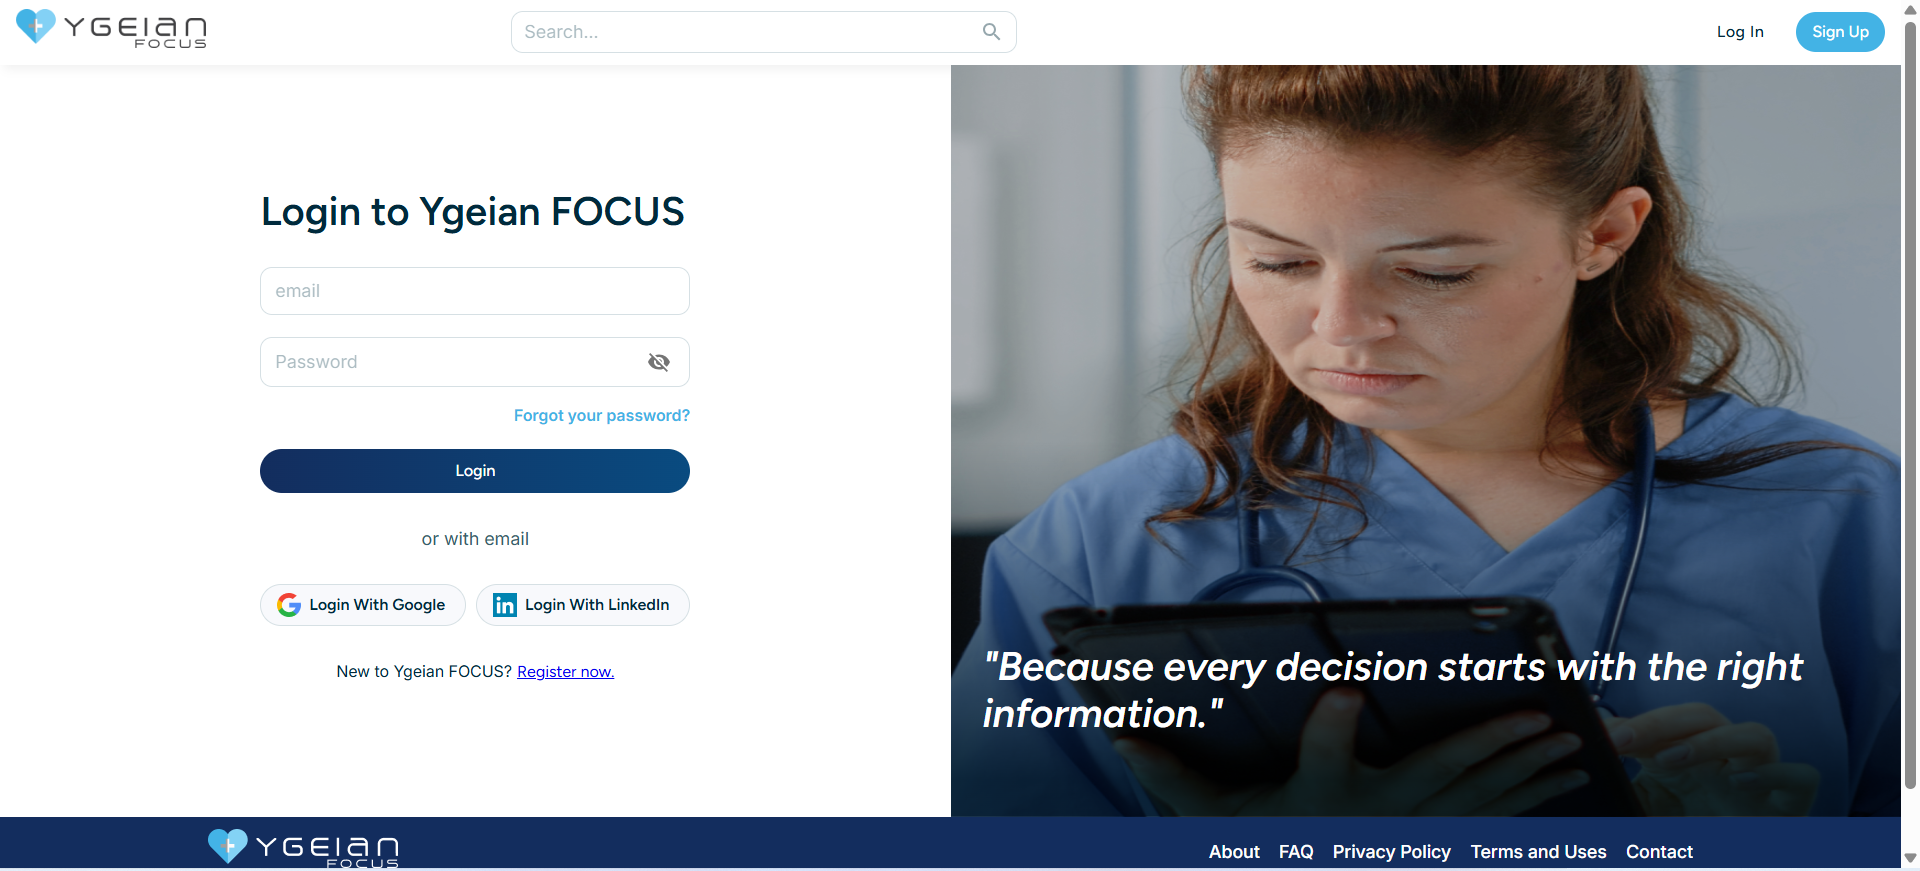 YGEIAN
FOCUS
Search...
Log In
Sign Up
Login to Ygeian FOCUS
email
Password
Forgot your password?
Login
or with email
Login With Google
Login With LinkedIn
New to Ygeian FOCUS? Register now.
"Because every decision starts with the right
information."
YGEIAN
FOCUS
About FAQ Privacy Policy Terms and Uses Contact